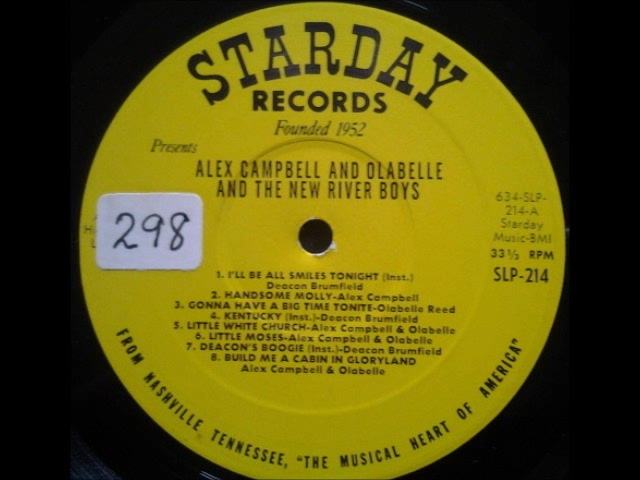 STARDAY
RECORDS
Founded 1952
Presents
ALEX CAMPBELL AND OLABELLE
AND THE NEW RIVER BOYS
298
634-SLP-
214-A
Starday
Music-BMI
33⅓ RPM
SLP-214
1. I'LL BE ALL SMILES TONIGHT (Inst.)
Deacon Brumfield
2. HANDSOME MOLLY-Alex Campbell
3. GONNA HAVE A BIG TIME TONITE-Olabelle Reed
4. KENTUCKY (Inst.)-Deacon Brumfield
5. LITTLE WHITE CHURCH-Alex Campbell & Olabelle
6. LITTLE MOSES-Alex Campbell & Olabelle
7. DEACON'S BOOGIE (Inst.)-Deacon Brumfield
8. BUILD ME A CABIN IN GLORYLAND
Alex Campbell & Olabelle
FROM NASHVILLE TENNESSEE, "THE MUSICAL HEART OF AMERICA"